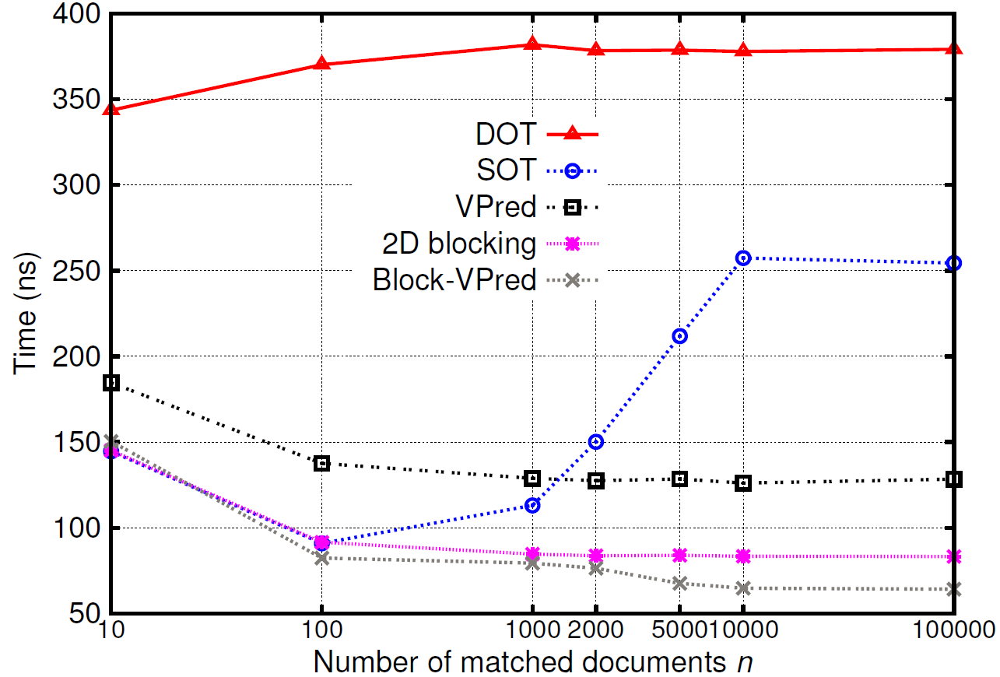 400
350
300
250
200
150
100
50
Time (ns)
DOT
SOT
VPred
2D blocking
Block-VPred
10 100 1000 2000 5000 10000 100000
Number of matched documents n